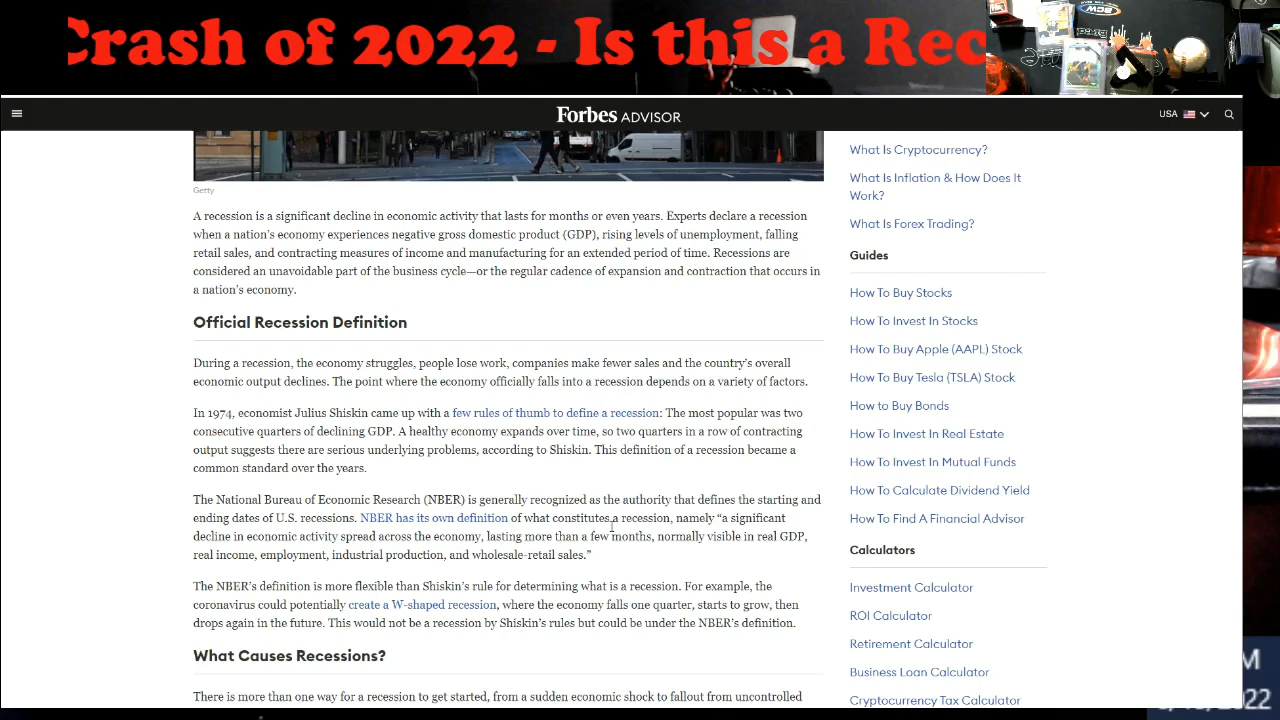 Crash of 2022 - Is this a Rec
BCW
Forbes ADVISOR
USA
Getty
A recession is a significant decline in economic activity that lasts for months or even years. Experts declare a recession
when a nation's economy experiences negative gross domestic product (GDP), rising levels of unemployment, falling
retail sales, and contracting measures of income and manufacturing for an extended period of time. Recessions are
considered an unavoidable part of the business cycle—or the regular cadence of expansion and contraction that occurs in
a nation's economy.
Official Recession Definition
During a recession, the economy struggles, people lose work, companies make fewer sales and the country's overall
economic output declines. The point where the economy officially falls into a recession depends on a variety of factors.
In 1974, economist Julius Shiskin came up with a few rules of thumb to define a recession: The most popular was two
consecutive quarters of declining GDP. A healthy economy expands over time, so two quarters in a row of contracting
output suggests there are serious underlying problems, according to Shiskin. This definition of a recession became a
common standard over the years.
The National Bureau of Economic Research (NBER) is generally recognized as the authority that defines the starting and
ending dates of U.S. recessions. NBER has its own definition of what constitutes a recession, namely “a significant
decline in economic activity spread across the economy, lasting more than a few months, normally visible in real GDP,
real income, employment, industrial production, and wholesale-retail sales.”
The NBER's definition is more flexible than Shiskin's rule for determining what is a recession. For example, the
coronavirus could potentially create a W-shaped recession, where the economy falls one quarter, starts to grow, then
drops again in the future. This would not be a recession by Shiskin's rules but could be under the NBER's definition.
What Causes Recessions?
There is more than one way for a recession to get started, from a sudden economic shock to fallout from uncontrolled
What Is Cryptocurrency?
What Is Inflation & How Does It
Work?
What Is Forex Trading?
Guides
How To Buy Stocks
How To Invest In Stocks
How To Buy Apple (AAPL) Stock
How To Buy Tesla (TSLA) Stock
How to Buy Bonds
How To Invest In Real Estate
How To Invest In Mutual Funds
How To Calculate Dividend Yield
How To Find A Financial Advisor
Calculators
Investment Calculator
ROI Calculator
Retirement Calculator
Business Loan Calculator
Cryptocurrency Tax Calculator
M
2022